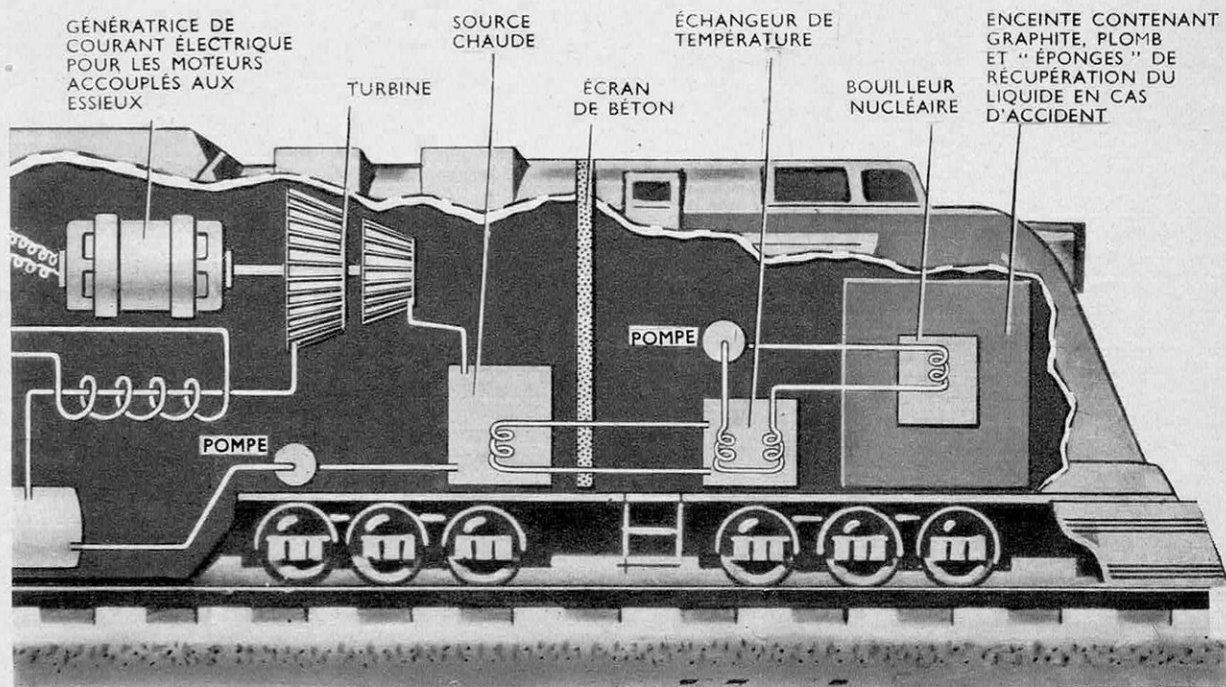 GÉNÉRATRICE DE
COURANT ÉLECTRIQUE
POUR LES MOTEURS
ACCOUPLÉS AUX
ESSIEUX
TURBINE
SOURCE
CHAUDE
ÉCRAN
DE BÉTON
ÉCHANGEUR DE
TEMPÉRATURE
BOUILLEUR
NUCLÉAIRE
ENCEINTE CONTENANT
GRAPHITE, PLOMB
ET " ÉPONGES " DE
RÉCUPÉRATION DU
LIQUIDE EN CAS
D'ACCIDENT
POMPE
POMPE